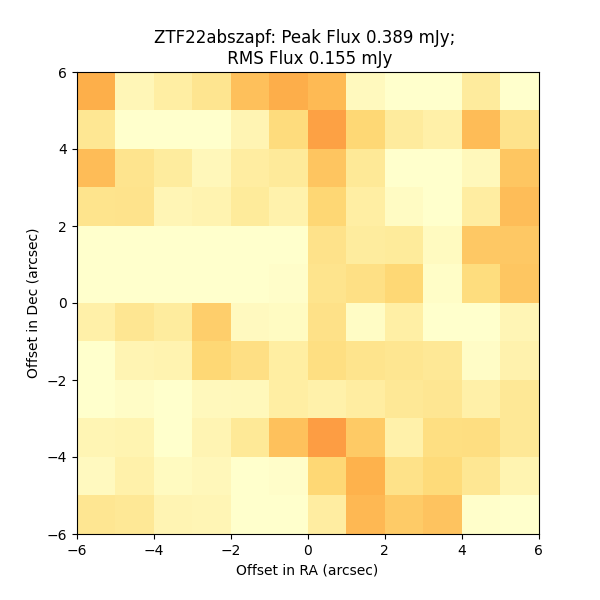 ZTF22abszapf: Peak Flux 0.389 mJy;
RMS Flux 0.155 mJy
6
4
2
0
−2
−4
−6
Offset in Dec (arcsec)
−6 −4 −2 0 2 4 6
Offset in RA (arcsec)